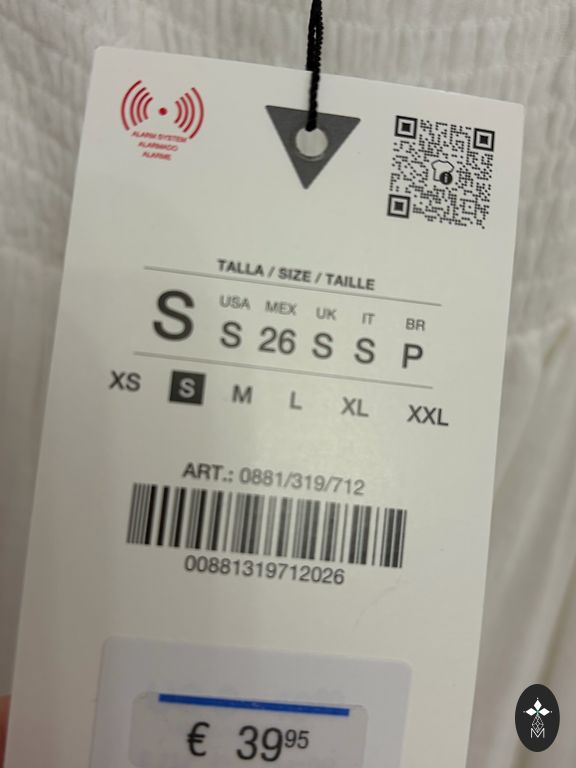 ALARM SYSTEM
ALARMADO
ALARME
TALLA / SIZE / TAILLE
S USA S MEX 26 UK S IT S BR P
XS S M L XL XXL
ART.: 0881/319/712
00881319712026
€ 3995
M